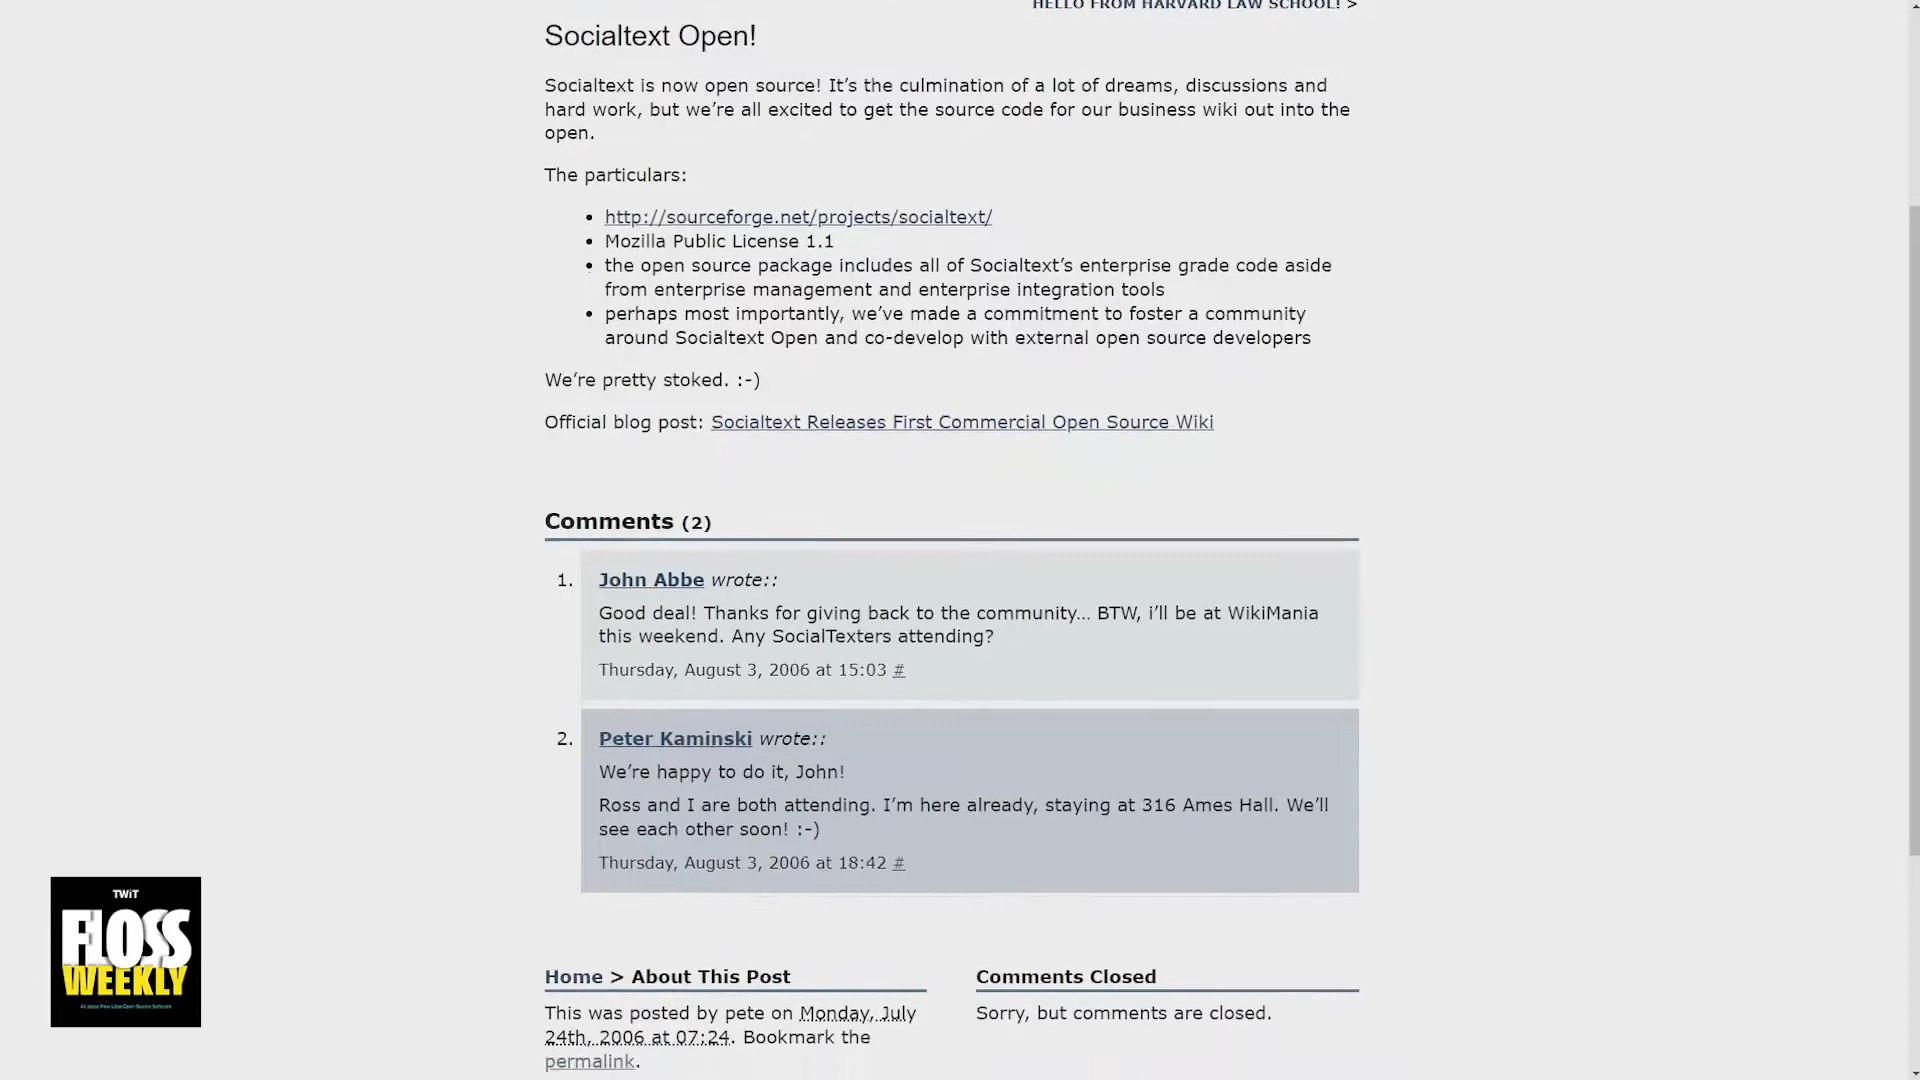 HELLO FROM HARVARD LAW SCHOOL! >
Socialtext Open!
Socialtext is now open source! It’s the culmination of a lot of dreams, discussions and
hard work, but we’re all excited to get the source code for our business wiki out into the
open.
The particulars:
• http://sourceforge.net/projects/socialtext/
• Mozilla Public License 1.1
• the open source package includes all of Socialtext’s enterprise grade code aside
from enterprise management and enterprise integration tools
• perhaps most importantly, we’ve made a commitment to foster a community
around Socialtext Open and co-develop with external open source developers
We’re pretty stoked. :-)
Official blog post: Socialtext Releases First Commercial Open Source Wiki
Comments (2)
1. John Abbe wrote::
Good deal! Thanks for giving back to the community… BTW, i’ll be at WikiMania
this weekend. Any SocialTexters attending?
Thursday, August 3, 2006 at 15:03 #
2. Peter Kaminski wrote::
We’re happy to do it, John!
Ross and I are both attending. I’m here already, staying at 316 Ames Hall. We’ll
see each other soon! :-)
Thursday, August 3, 2006 at 18:42 #
Home > About This Post
This was posted by pete on Monday, July
24th, 2006 at 07:24. Bookmark the
permalink.
Comments Closed
Sorry, but comments are closed.
TWiT
FLOSS
WEEKLY
All about Free Libre Open Source Software